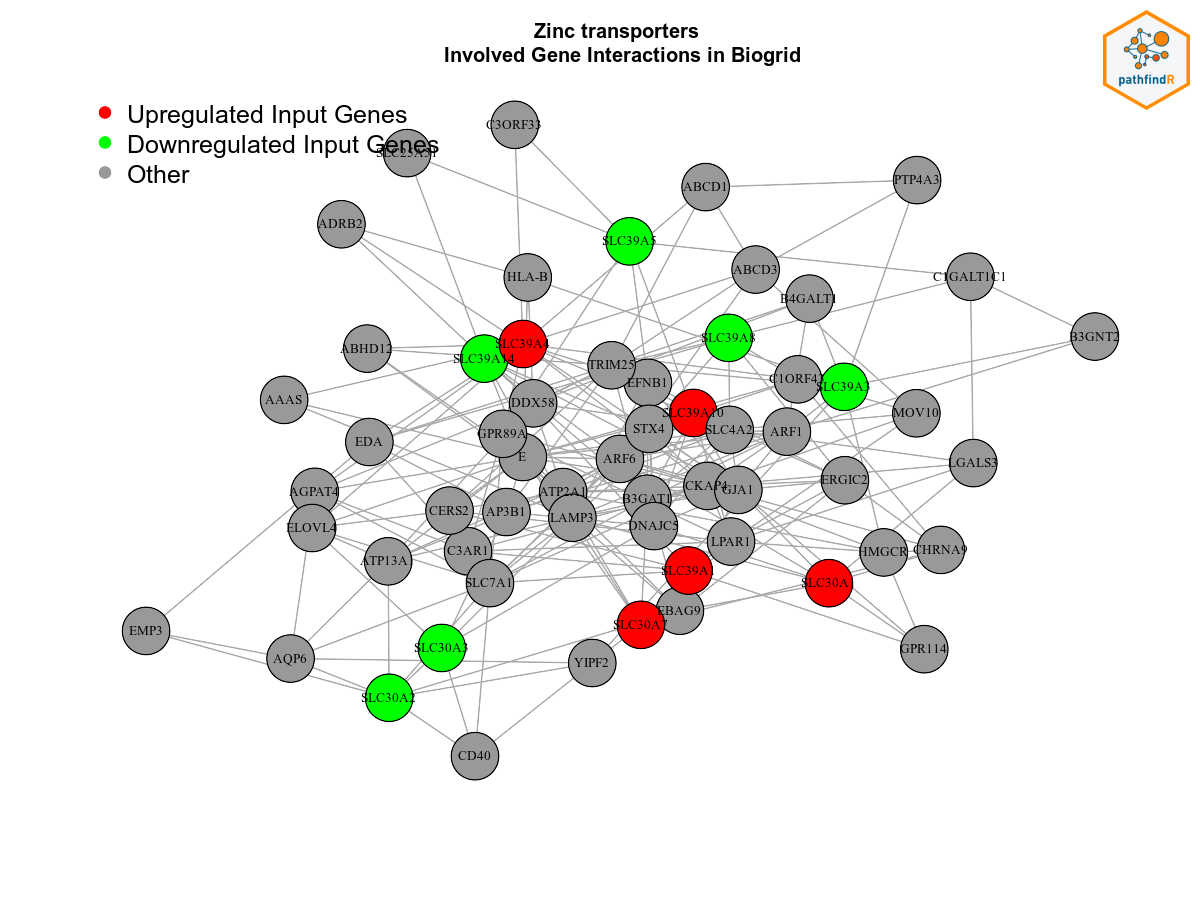 Zinc transporters
Involved Gene Interactions in Biogrid
pathfindR
Upregulated Input Genes
Downregulated Input Genes
Other
C3ORF33
ABCD1
PTP4A3
ADRB2
SLC39A5
HLA-B
ABCD3
C1GALT1C1
B4GALT1
B3GNT2
ABHD12
SLC39A14
SLC39A4
SLC39A8
TRIM25
EFNB1
C1ORF43
SLC39A3
AAAS
DDX58
SLC39A10
MOV10
EDA
GPR89A
STX4
SLC4A2
ARF1
E
ARF6
LGALS3
AGPAT4
ATP2A1
B3GAT1
CKAP4
GJA1
ERGIC2
ELOVL4
CERS2
AP3B1
LAMP3
DNAJC5
LPAR1
ATP13A1
C3AR1
SLC7A1
SLC39A1
SLC30A1
HMGCR
CHRNA9
EMP3
AQP6
SLC30A3
SLC30A7
EBAG9
YIPF2
GPR114
SLC30A2
CD40